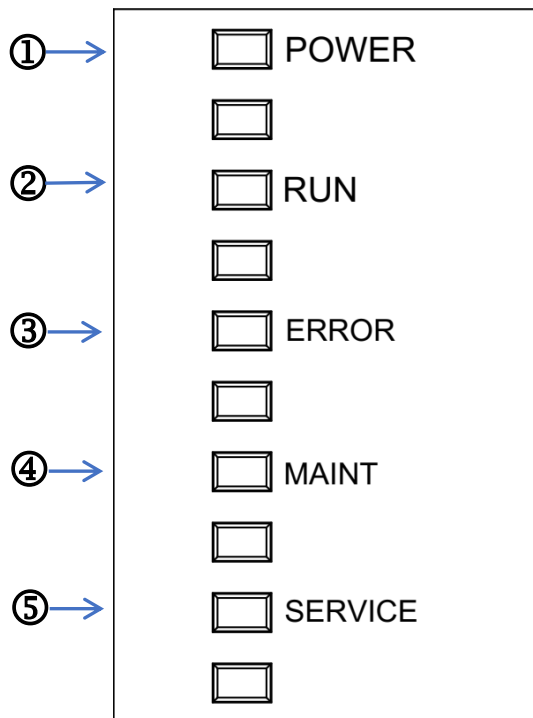 ① POWER
② RUN
③ ERROR
④ MAINT
⑤ SERVICE